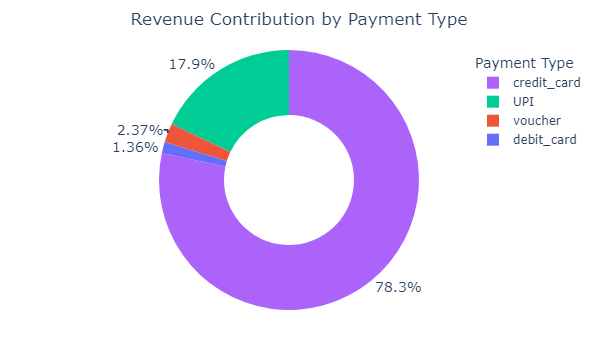 Revenue Contribution by Payment Type
17.9%
2.37%
1.36%
78.3%
Payment Type
credit_card
UPI
voucher
debit_card